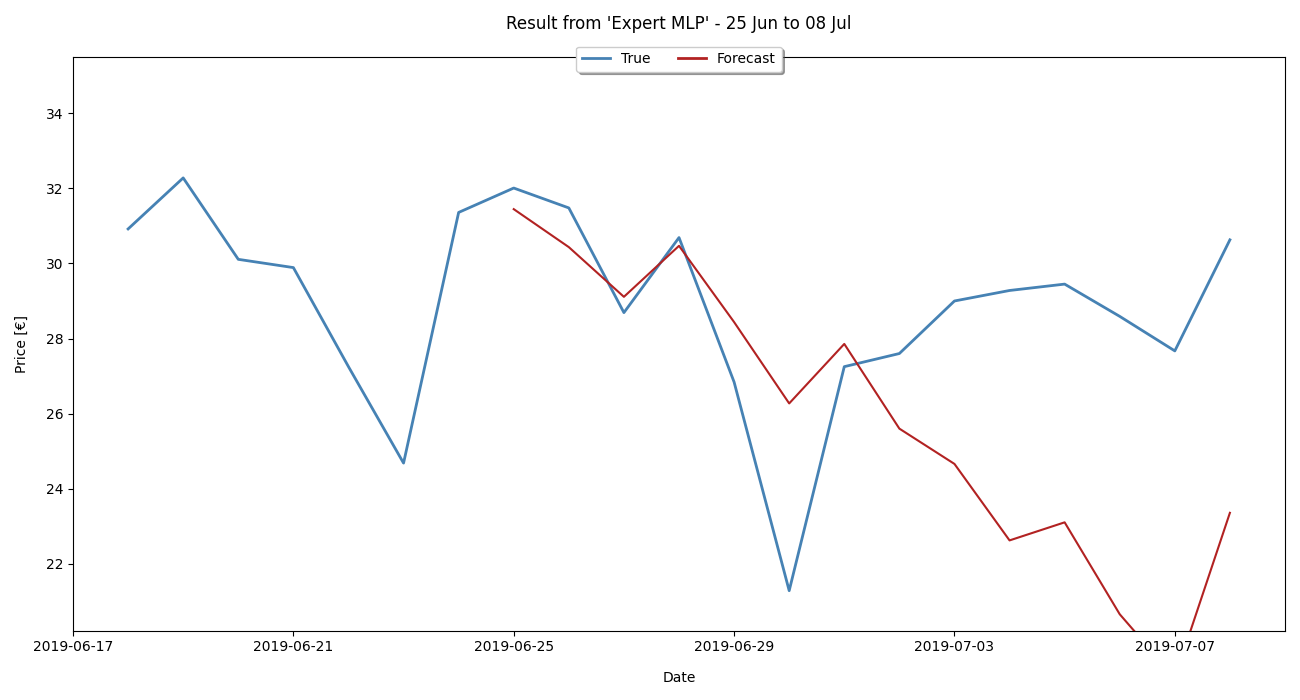 Result from 'Expert MLP' - 25 Jun to 08 Jul
True
Forecast
34
32
30
28
26
24
22
Price [€]
2019-06-17
2019-06-21
2019-06-25
2019-06-29
2019-07-03
2019-07-07
Date